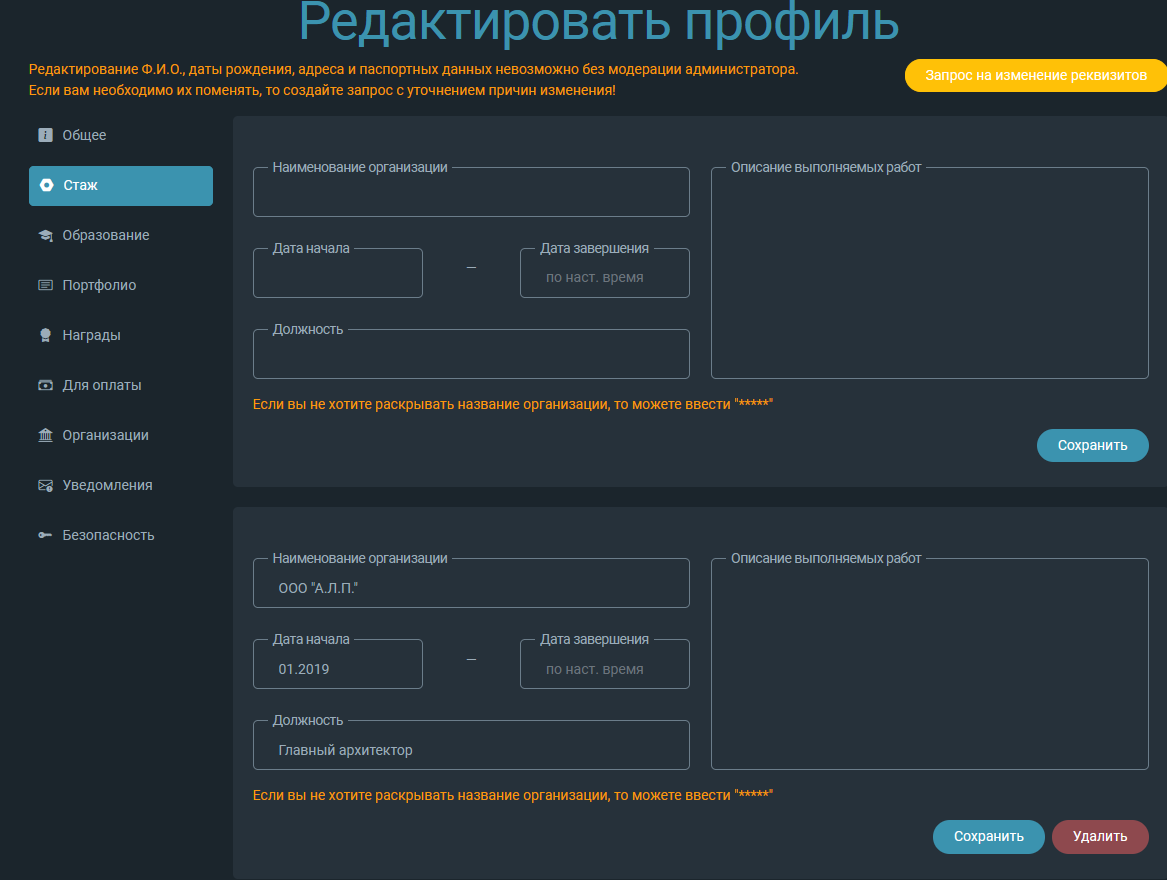 Редактировать профиль
Редактирование Ф.И.О., даты рождения, адреса и паспортных данных невозможно без модерации администратора.
Если вам необходимо их поменять, то создайте запрос с уточнением причин изменения!
Запрос на изменение реквизитов
Общее
Стаж
Образование
Портфолио
Награды
Для оплаты
Организации
Уведомления
Безопасность
Наименование организации
Описание выполняемых работ
Дата начала
—
Дата завершения
по наст. время
Должность
Если вы не хотите раскрывать название организации, то можете ввести "*****"
Сохранить
Наименование организации
ООО "А.Л.П."
Описание выполняемых работ
Дата начала
01.2019
—
Дата завершения
по наст. время
Должность
Главный архитектор
Если вы не хотите раскрывать название организации, то можете ввести "*****"
Сохранить
Удалить